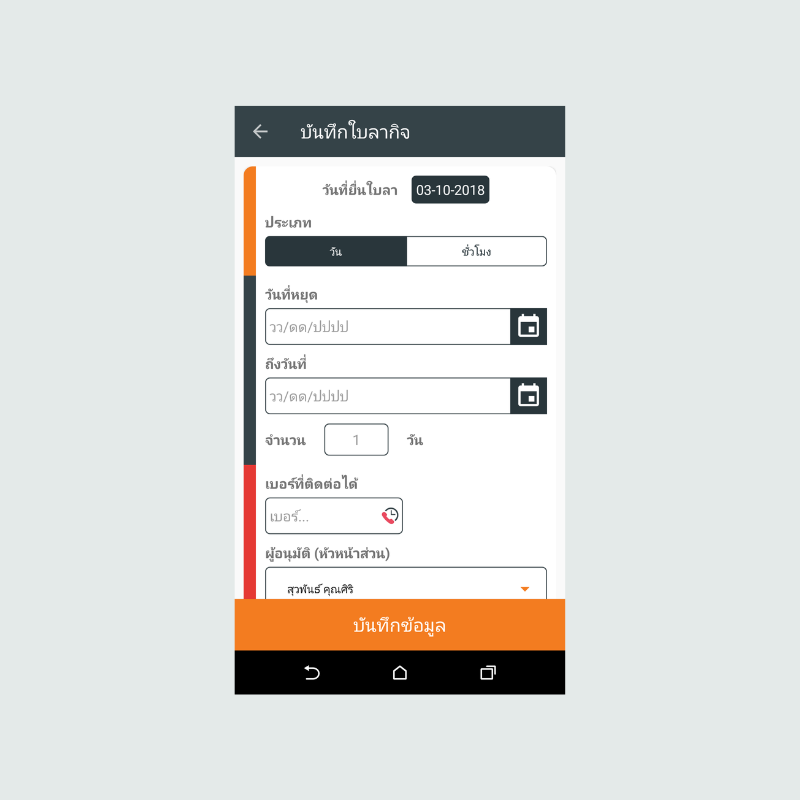 บันทึกใบลากิจ
วันที่ยื่นใบลา 03-10-2018
ประเภท
วัน ชั่วโมง
วันที่หยุด
วว/ดด/ปปปป
ถึงวันที่
วว/ดด/ปปปป
จำนวน 1 วัน
เบอร์ที่ติดต่อได้
เบอร์...
ผู้อนุมัติ (หัวหน้าส่วน)
สุวพันธ์ คุณศิริ
บันทึกข้อมูล